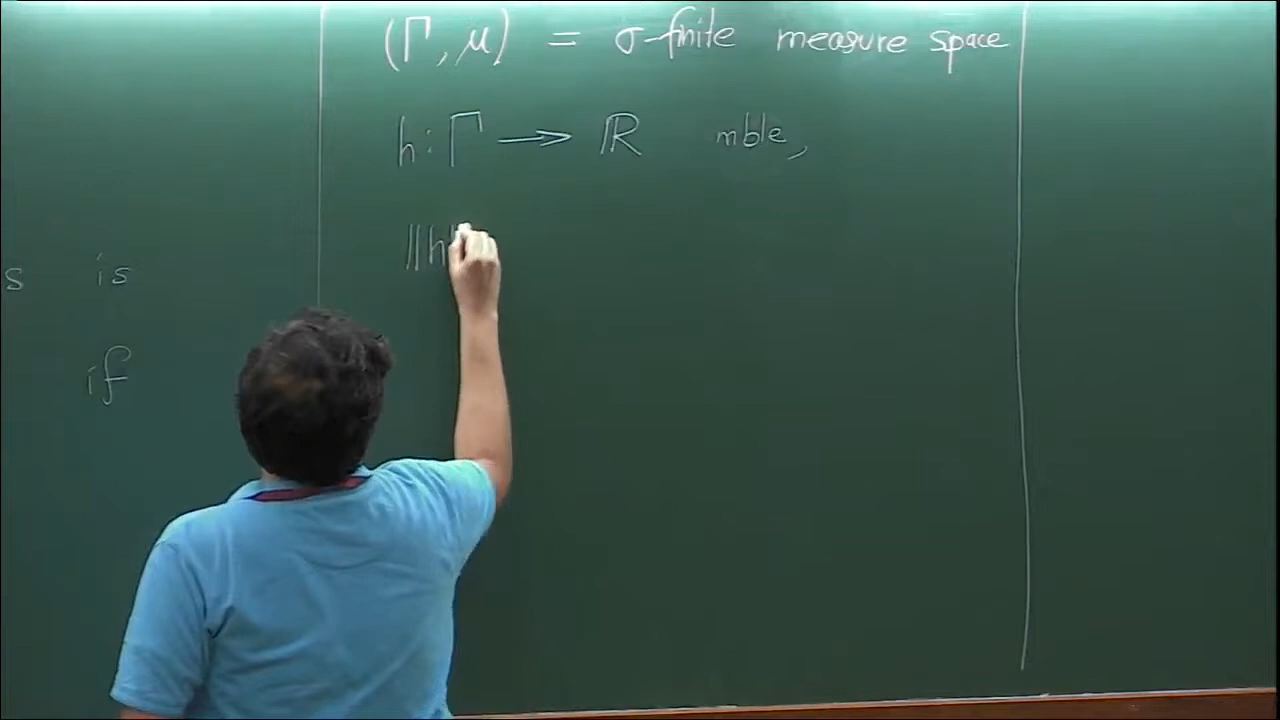 s is
if
(Γ, μ) = σ-finite measure space
h : Γ → ℝ mble,
||h|